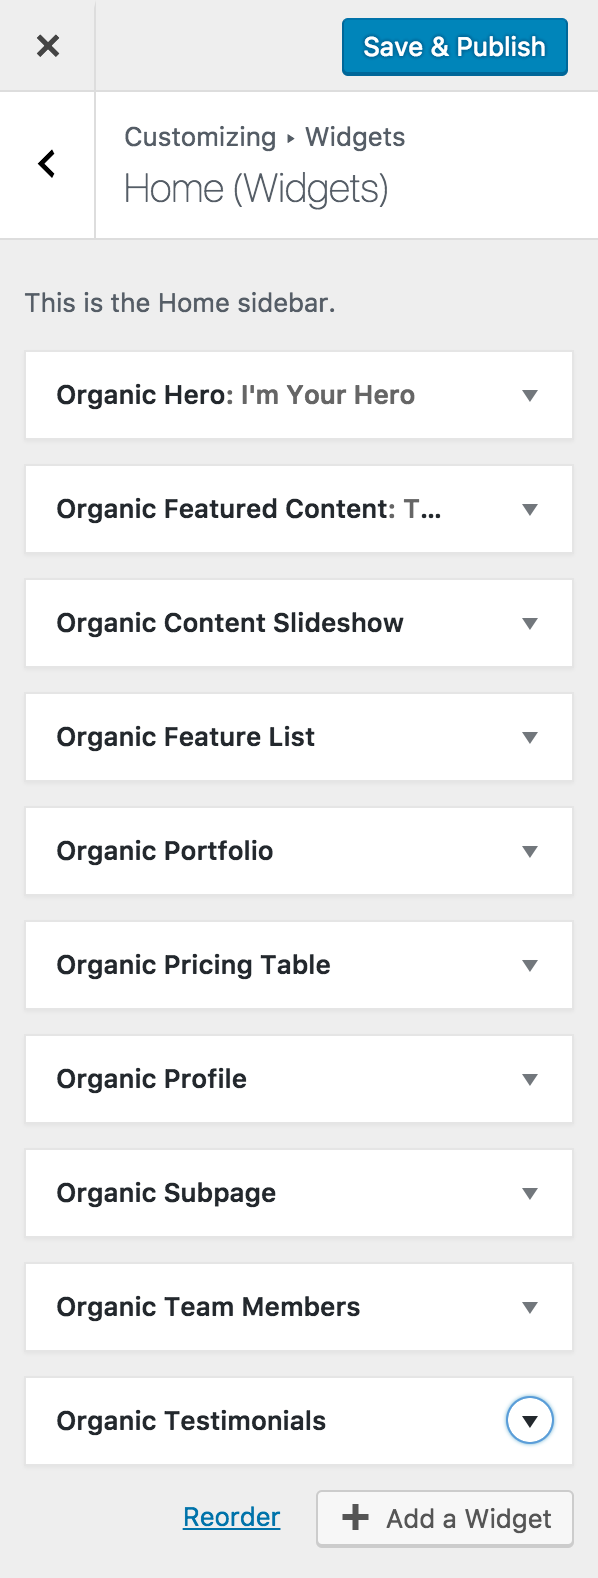 Save & Publish
Customizing ▸ Widgets
Home (Widgets)
This is the Home sidebar.
Organic Hero: I'm Your Hero
Organic Featured Content: T...
Organic Content Slideshow
Organic Feature List
Organic Portfolio
Organic Pricing Table
Organic Profile
Organic Subpage
Organic Team Members
Organic Testimonials
Reorder
Add a Widget